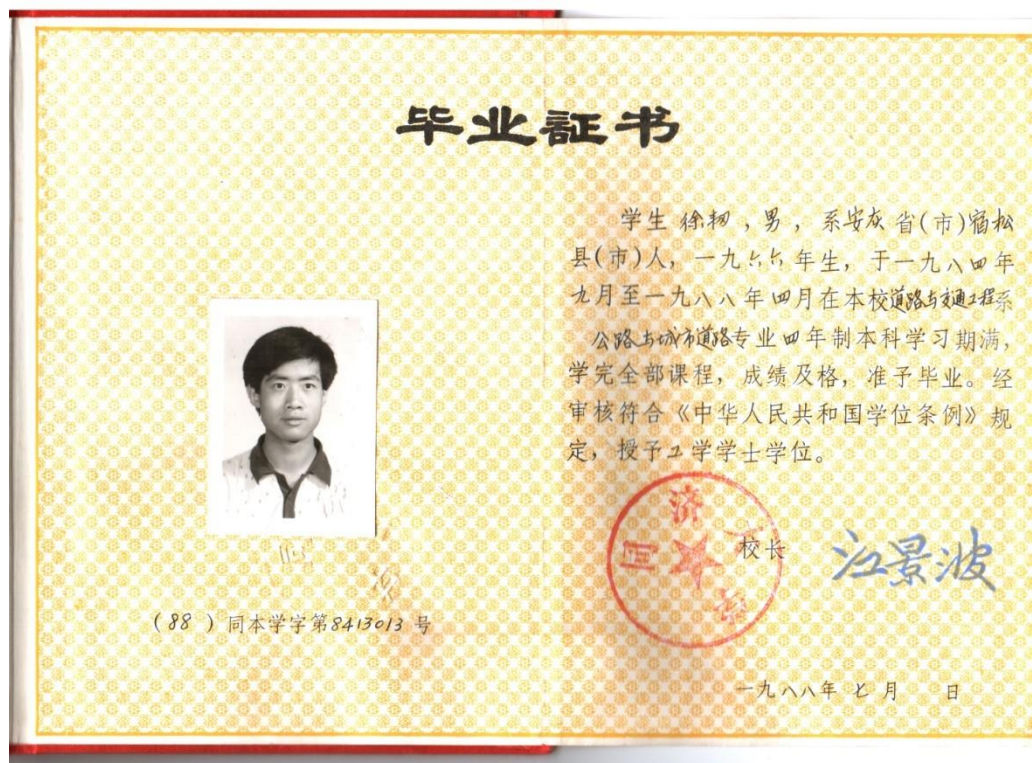 毕业証书
学生 徐韧，男，系安灰省(市)宿松
县(市)人，一九六六年生，于一九八四年
九月至一九八八年四月在本校道路与交通工程系
公路与城市道路专业四年制本科学习期满，
学完全部课程，成绩及格，准予毕业。经
审核符合《中华人民共和国学位条例》规
定，授予工学学士学位。
同济大学
校长 江景波
(88) 同本学字第8413013号
一九八八年七月 日